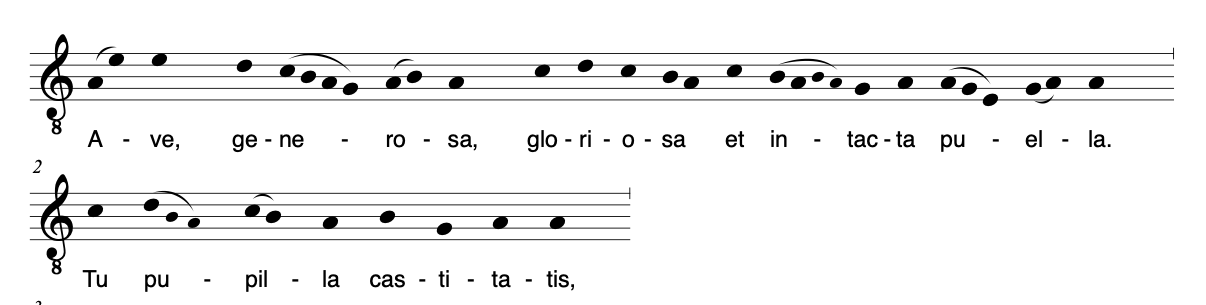 A - ve, ge - ne - ro - sa, glo - ri - o - sa et in - tac - ta pu - el - la.
2
Tu pu - pil - la cas - ti - ta - tis,